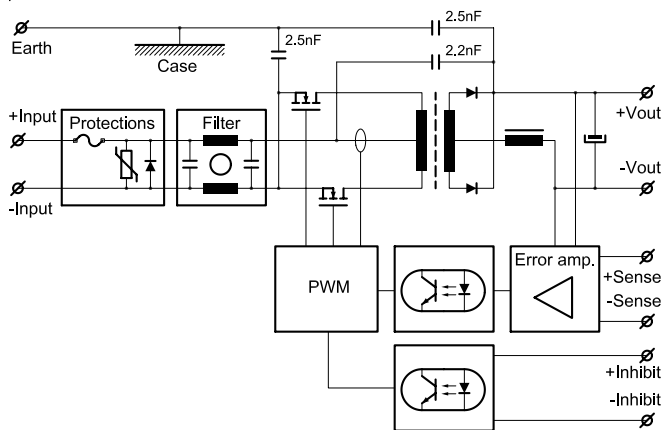 2.5nF
Earth
2.5nF
2.2nF
Case
+Input
Protections
Filter
+Vout
-Vout
-Input
Error amp.
PWM
+Sense
-Sense
+Inhibit
-Inhibit